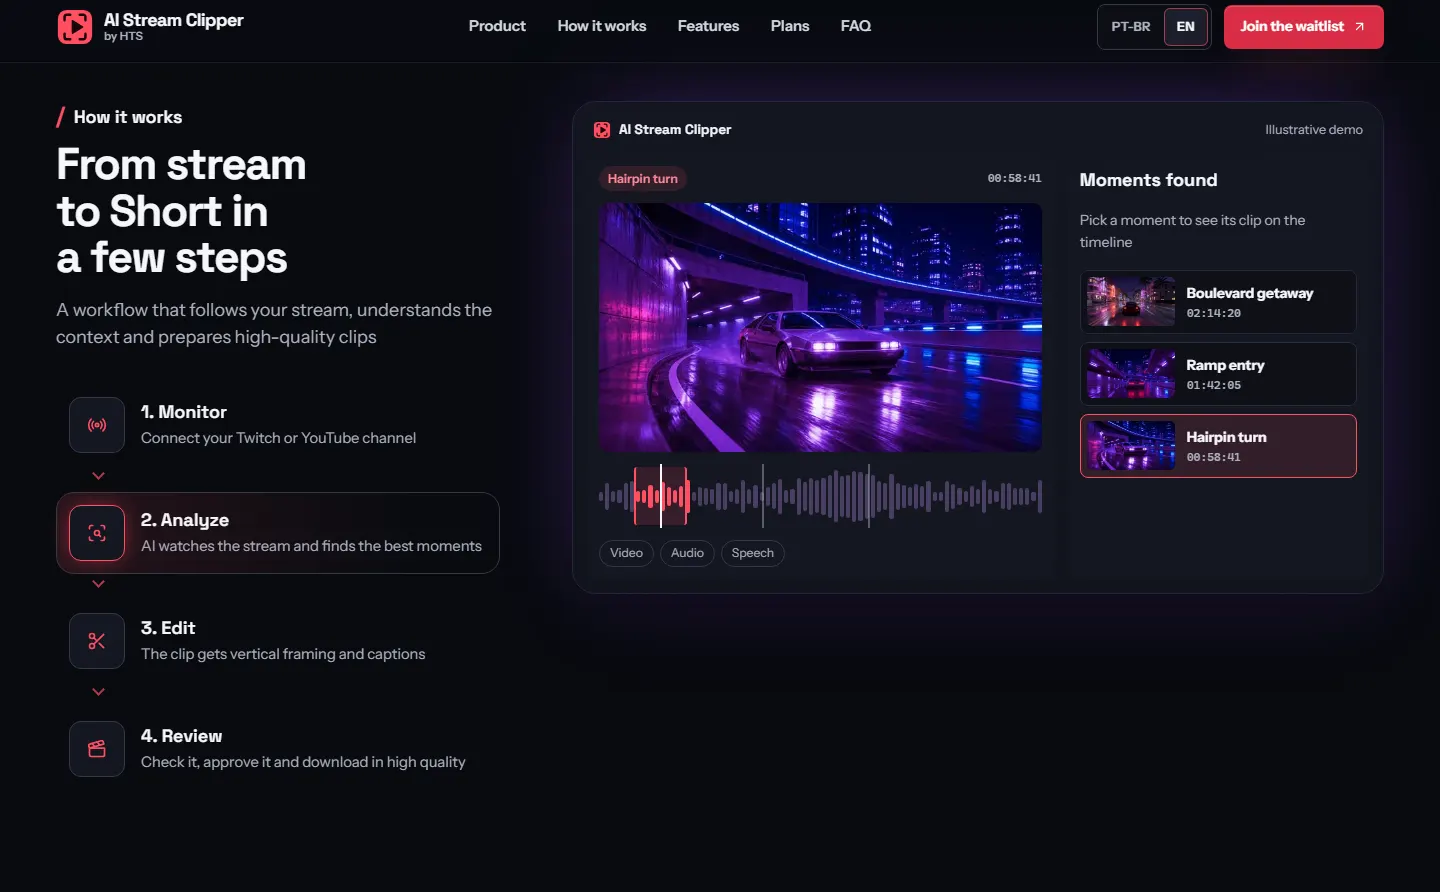 AI Stream Clipper
by HTS
Product
How it works
Features
Plans
FAQ
PT-BR
EN
Join the waitlist
/ How it works
From stream
to Short in
a few steps
A workflow that follows your stream, understands the
context and prepares high-quality clips
1. Monitor
Connect your Twitch or YouTube channel
2. Analyze
AI watches the stream and finds the best moments
3. Edit
The clip gets vertical framing and captions
4. Review
Check it, approve it and download in high quality
AI Stream Clipper
Illustrative demo
Hairpin turn
00:58:41
Video
Audio
Speech
Moments found
Pick a moment to see its clip on the
timeline
Boulevard getaway
02:14:20
Ramp entry
01:42:05
Hairpin turn
00:58:41